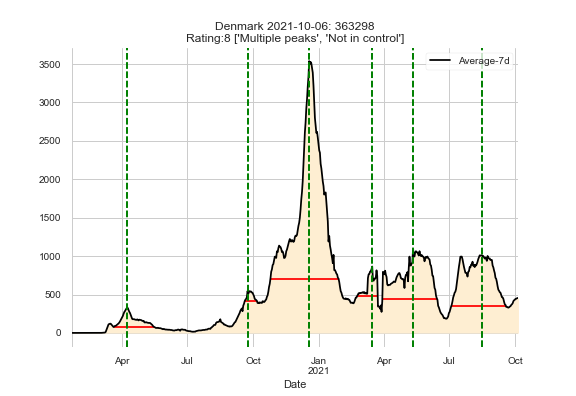 Denmark 2021-10-06: 363298
Rating:8 ['Multiple peaks', 'Not in control']
Average-7d
3500
3000
2500
2000
1500
1000
500
0
Apr Jul Oct Jan Apr Jul Oct
2021
Date